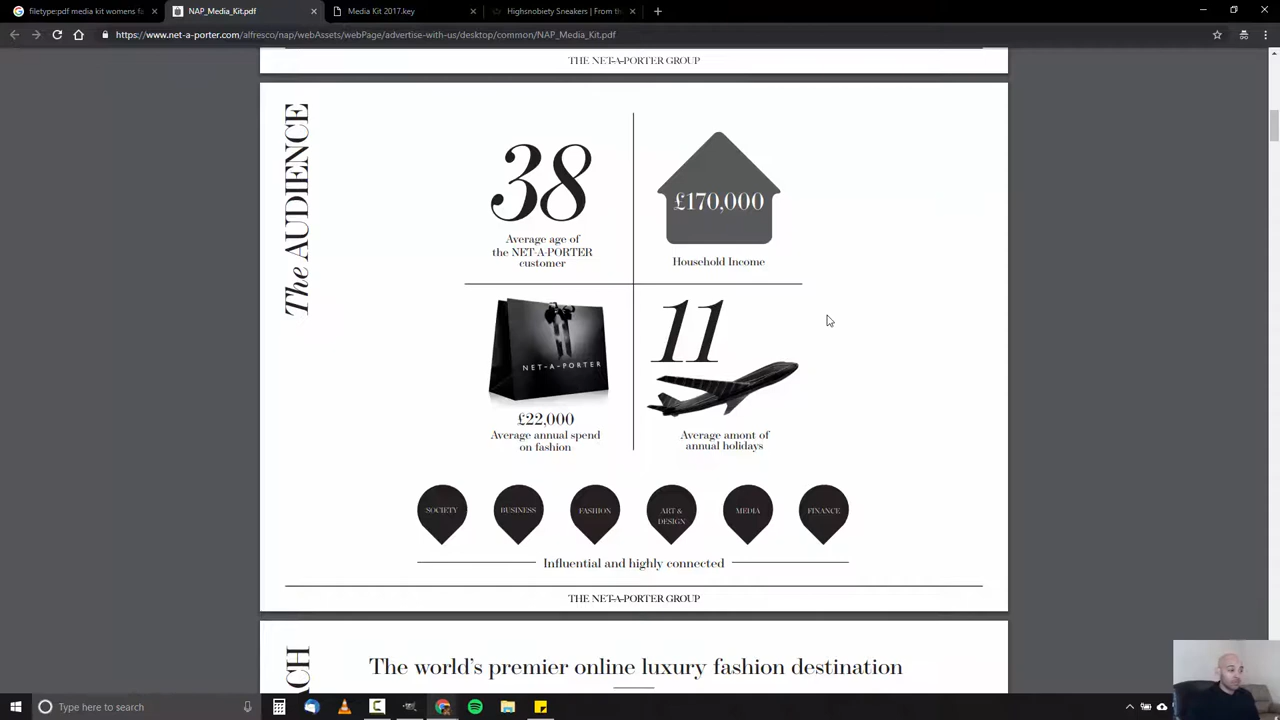 filetype:pdf media kit womens fa
NAP_Media_Kit.pdf
Media Kit 2017.key
Highsnobiety Sneakers | From th
https://www.net-a-porter.com/alfresco/nap/webAssets/webPage/advertise-with-us/desktop/common/NAP_Media_Kit.pdf
THE NET-A-PORTER GROUP
The AUDIENCE
38
Average age of
the NET-A-PORTER
customer
£170,000
Household Income
NET-A-PORTER
£22,000
Average annual spend
on fashion
11
Average amont of
annual holidays
SOCIETY
BUSINESS
FASHION
ART &
DESIGN
MEDIA
FINANCE
Influential and highly connected
THE NET-A-PORTER GROUP
ACH
The world's premier online luxury fashion destination
Type here to search